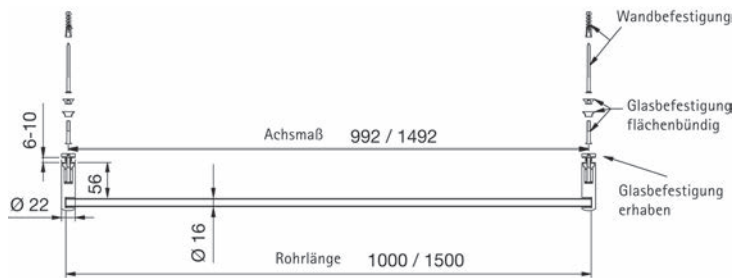 Wandbefestigung
Glasbefestigung
flächenbündig
Achsmaß 992 / 1492
6-10
56
Glasbefestigung
erhaben
Ø 22
Ø 16
Rohrlänge 1000 / 1500